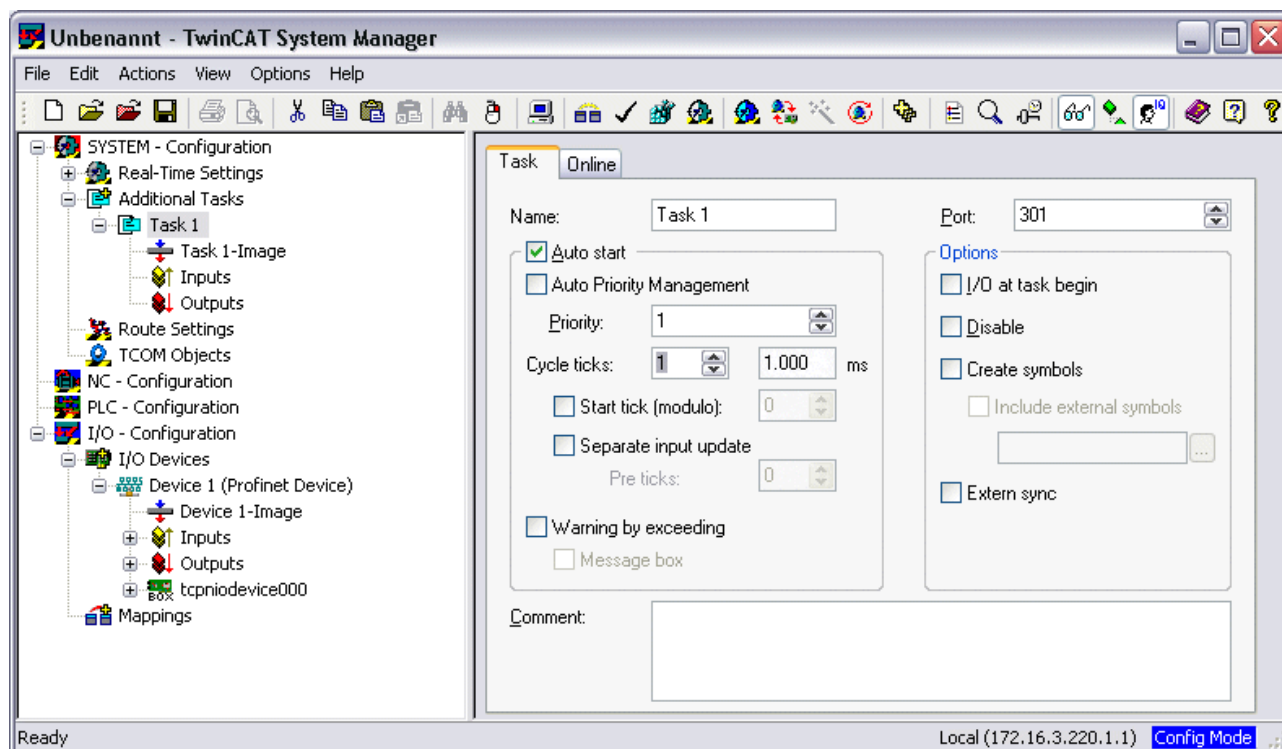 Unbenannt - TwinCAT System Manager
File Edit Actions View Options Help
SYSTEM - Configuration
Real-Time Settings
Additional Tasks
Task 1
Task 1-Image
Inputs
Outputs
Route Settings
TCOM Objects
NC - Configuration
PLC - Configuration
I/O - Configuration
I/O Devices
Device 1 (Profinet Device)
Device 1-Image
Inputs
Outputs
BOX tcpniodevice000
Mappings
Task Online
Name: Task 1
Port: 301
Auto start
Auto Priority Management
Priority: 1
Cycle ticks: 1 1.000 ms
Start tick (modulo): 0
Separate input update
Pre ticks: 0
Warning by exceeding
Message box
Options
I/O at task begin
Disable
Create symbols
Include external symbols
...
Extern sync
Comment:
Ready
Local (172.16.3.220.1.1) Config Mode